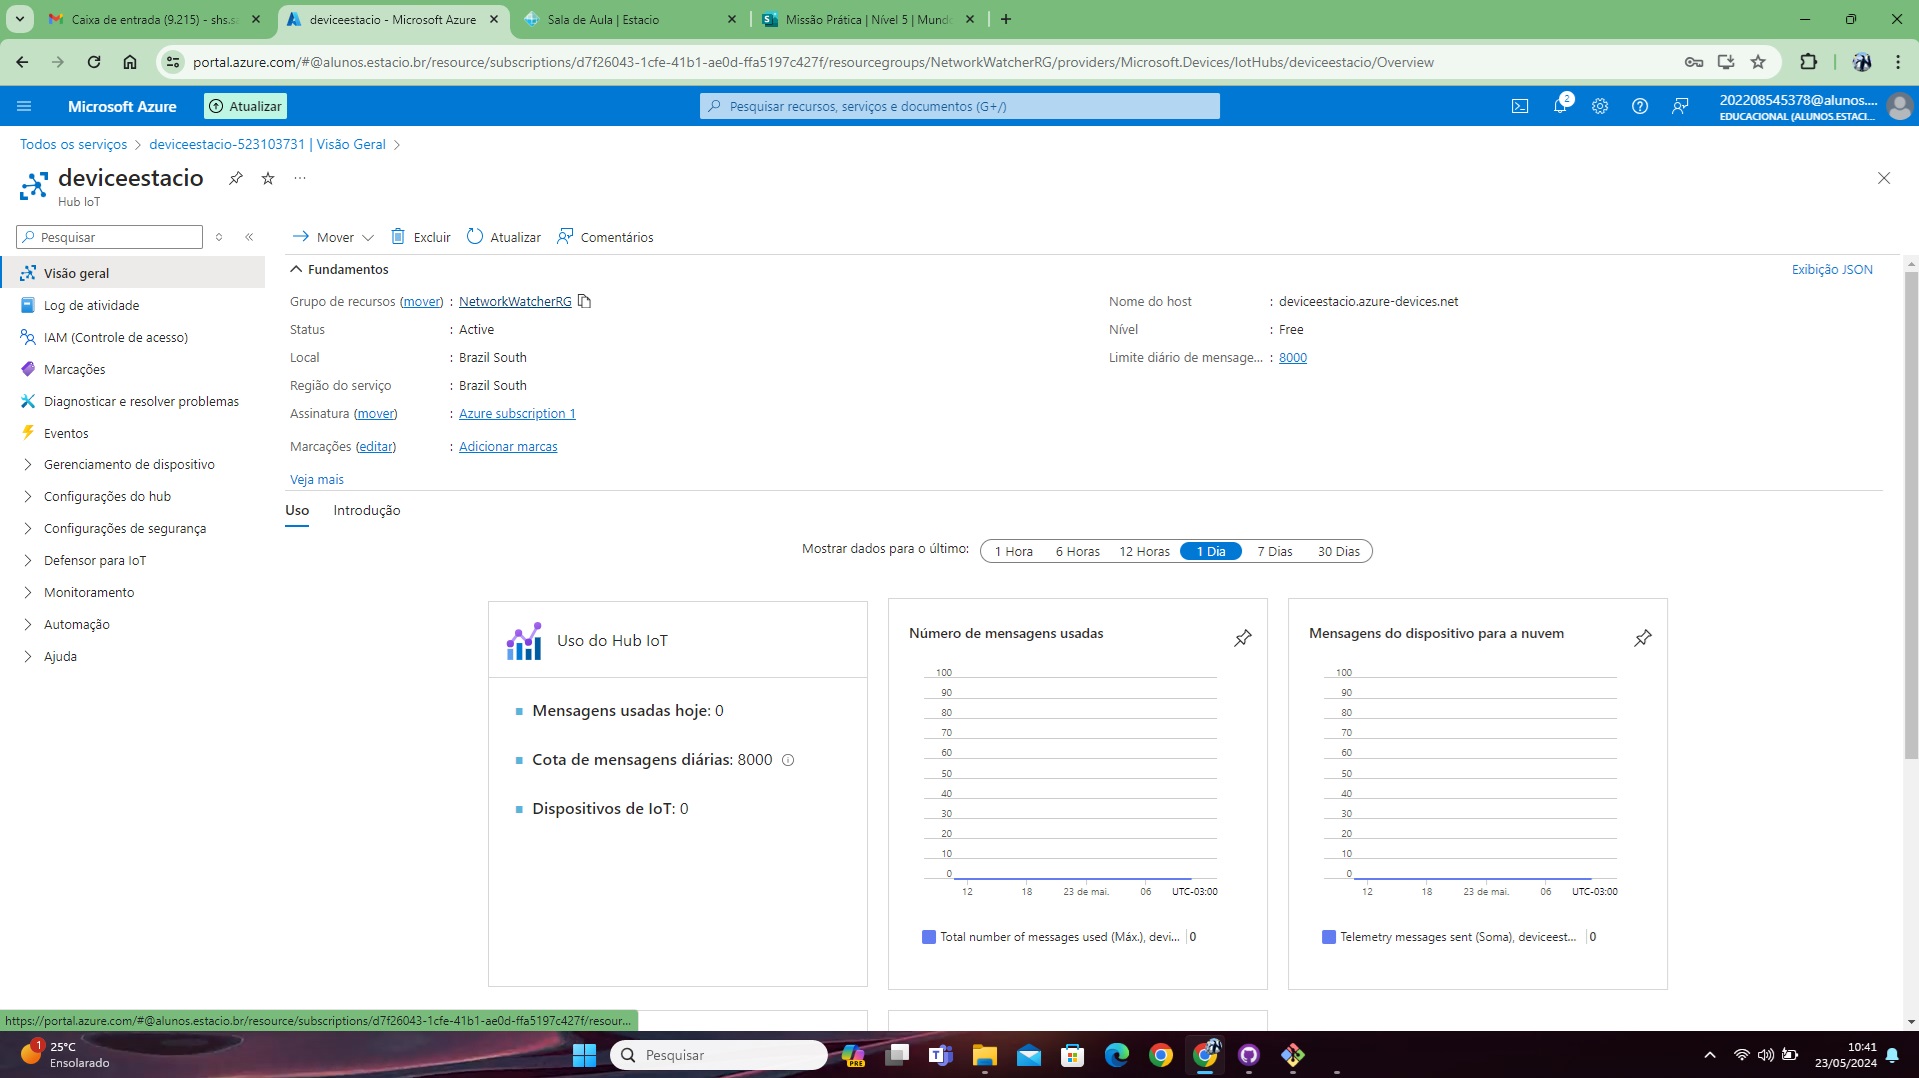 Caixa de entrada (9.215) - shs.sa
deviceestacio - Microsoft Azure
Sala de Aula | Estacio
Missão Prática | Nível 5 | Mundo
portal.azure.com/#@alunos.estacio.br/resource/subscriptions/d7f26043-1cfe-41b1-ae0d-ffa5197c427f/resourcegroups/NetworkWatcherRG/providers/Microsoft.Devices/IotHubs/deviceestacio/Overview
Microsoft Azure
Atualizar
Pesquisar recursos, serviços e documentos (G+/)
2
202208545378@alunos....
EDUCACIONAL (ALUNOS.ESTACI...
Todos os serviços > deviceestacio-523103731 | Visão Geral >
deviceestacio
...
Hub IoT
Pesquisar
Mover
Excluir
Atualizar
Comentários
Visão geral
Log de atividade
IAM (Controle de acesso)
Marcações
Diagnosticar e resolver problemas
Eventos
Gerenciamento de dispositivo
Configurações do hub
Configurações de segurança
Defensor para IoT
Monitoramento
Automação
Ajuda
Fundamentos
Exibição JSON
Grupo de recursos (mover) : NetworkWatcherRG
Status : Active
Local : Brazil South
Região do serviço : Brazil South
Assinatura (mover) : Azure subscription 1
Marcações (editar) : Adicionar marcas
Veja mais
Nome do host : deviceestacio.azure-devices.net
Nível : Free
Limite diário de mensage... : 8000
Uso Introdução
Mostrar dados para o último: 1 Hora 6 Horas 12 Horas 1 Dia 7 Dias 30 Dias
Uso do Hub IoT
Mensagens usadas hoje: 0
Cota de mensagens diárias: 8000
Dispositivos de IoT: 0
Número de mensagens usadas
100
90
80
70
60
50
40
30
20
10
0
12 18 23 de mai. 06 UTC-03:00
Total number of messages used (Máx.), devi... 0
Mensagens do dispositivo para a nuvem
100
90
80
70
60
50
40
30
20
10
0
12 18 23 de mai. 06 UTC-03:00
Telemetry messages sent (Soma), deviceest... 0
https://portal.azure.com/#@alunos.estacio.br/resource/subscriptions/d7f26043-1cfe-41b1-ae0d-ffa5197c427f/resour...
1
25°C
Ensolarado
Pesquisar
PRE
10:41
23/05/2024